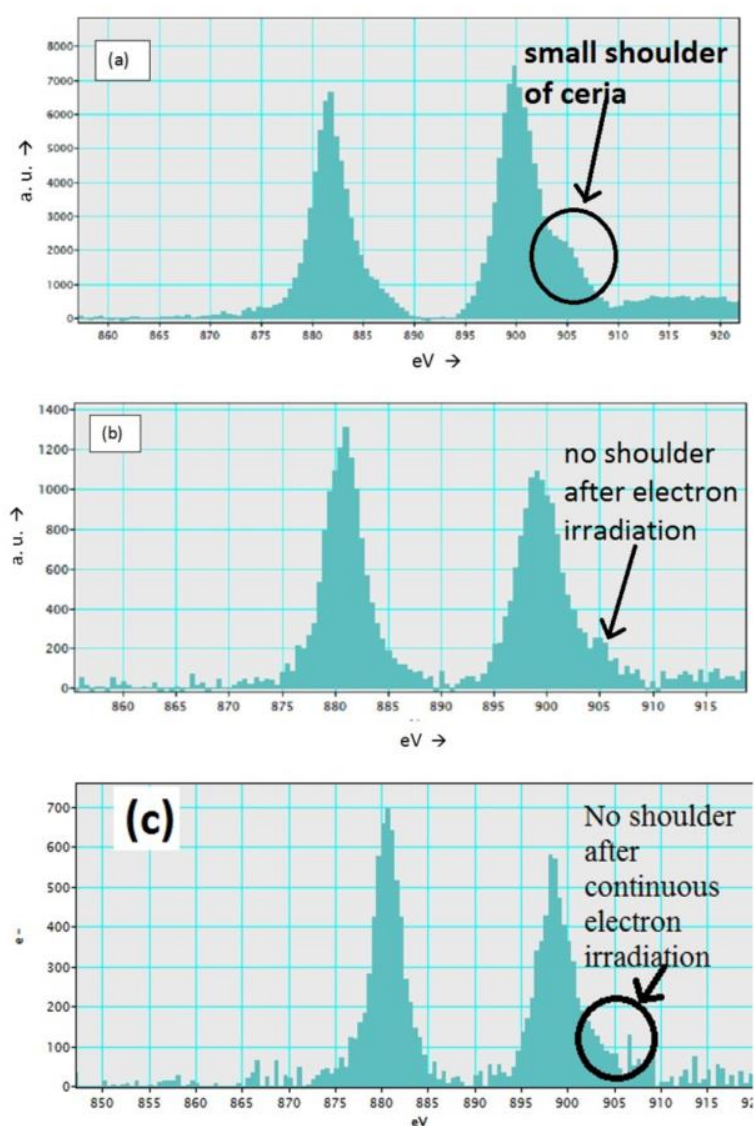 (a)
small shoulder
of ceria
8000
7000
6000
5000
4000
3000
2000
1000
0
a. u. →
860 865 870 875 880 885 890 895 900 905 910 915 920
eV →
(b)
no shoulder
after electron
irradiation
1400
1200
1000
800
600
400
200
0
a. u. →
860 865 870 875 880 885 890 895 900 905 910 915
eV →
(c)
No shoulder
after
continuous
electron
irradiation
700
600
500
400
300
200
100
0
e-
850 855 860 865 870 875 880 885 890 895 900 905 910 915 92
eV